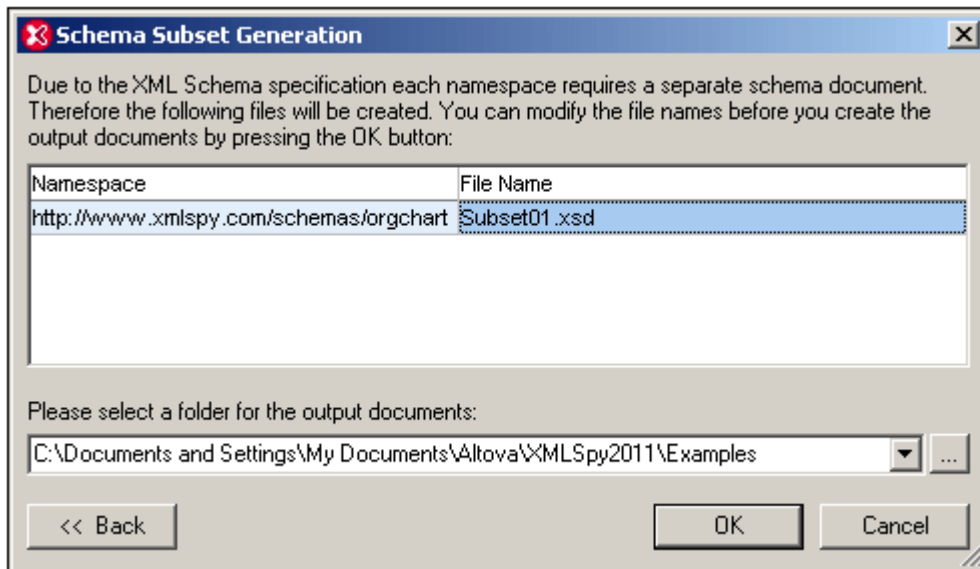 Schema Subset Generation
Due to the XML Schema specification each namespace requires a separate schema document.
Therefore the following files will be created. You can modify the file names before you create the
output documents by pressing the OK button:
Namespace File Name
http://www.xmlspy.com/schemas/orgchart Subset01.xsd
Please select a folder for the output documents:
C:\Documents and Settings\My Documents\Altova\XMLSpy2011\Examples ...
<< Back OK Cancel